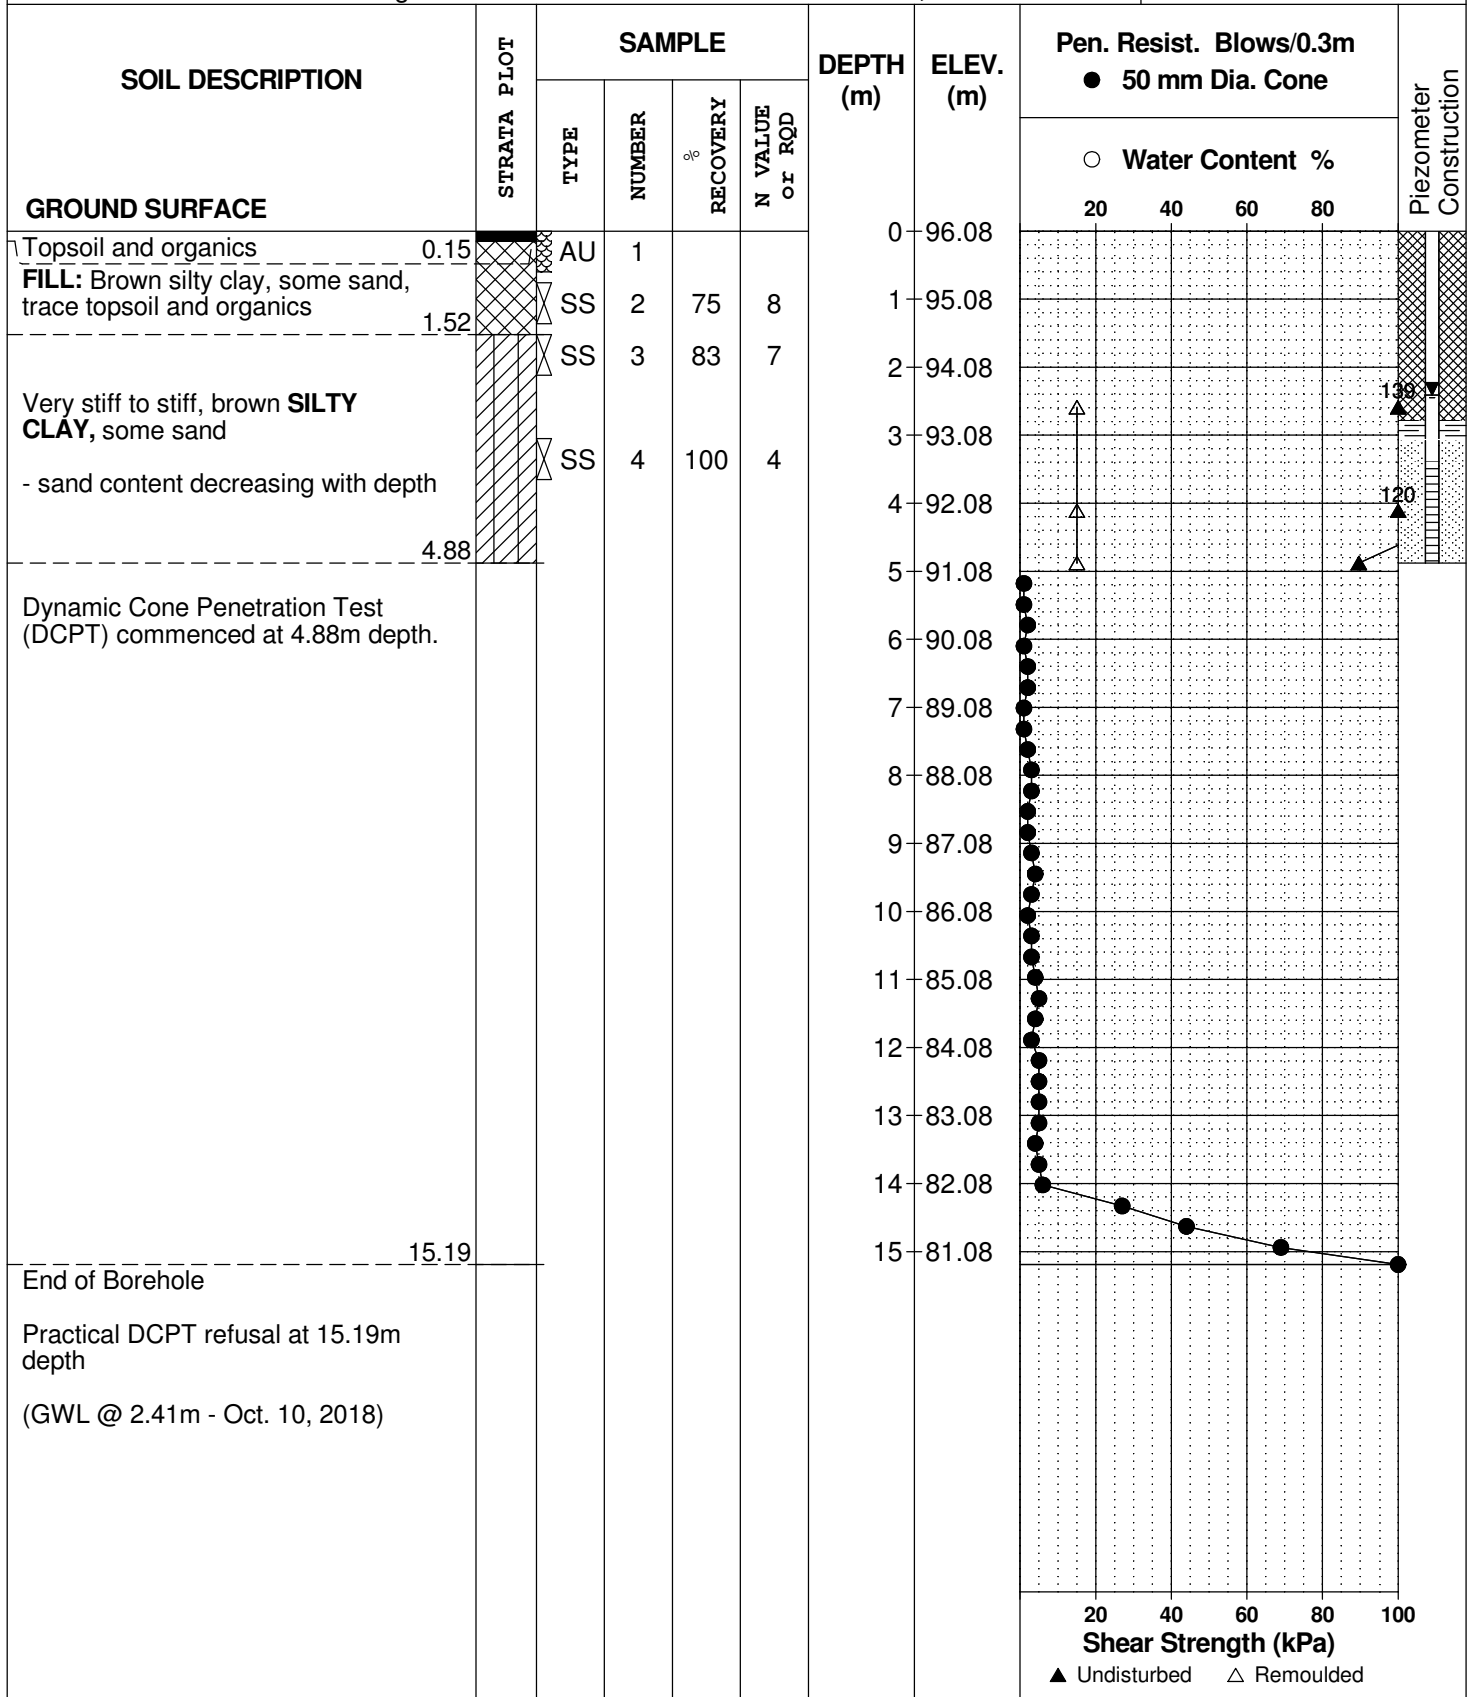 SOIL DESCRIPTION
GROUND SURFACE
STRATA PLOT
SAMPLE
TYPE
NUMBER
% RECOVERY
N VALUE or RQD
DEPTH (m)
ELEV. (m)
Pen. Resist. Blows/0.3m
● 50 mm Dia. Cone
○ Water Content %
20 40 60 80
Piezometer Construction
Topsoil and organics 0.15
FILL: Brown silty clay, some sand,
trace topsoil and organics
1.52
Very stiff to stiff, brown SILTY
CLAY, some sand
- sand content decreasing with depth
4.88
Dynamic Cone Penetration Test
(DCPT) commenced at 4.88m depth.
15.19
End of Borehole
Practical DCPT refusal at 15.19m
depth
(GWL @ 2.41m - Oct. 10, 2018)
AU 1
SS 2 75 8
SS 3 83 7
SS 4 100 4
0 96.08
1 95.08
2 94.08
3 93.08
4 92.08
5 91.08
6 90.08
7 89.08
8 88.08
9 87.08
10 86.08
11 85.08
12 84.08
13 83.08
14 82.08
15 81.08
139
120
20 40 60 80 100
Shear Strength (kPa)
▲ Undisturbed △ Remoulded